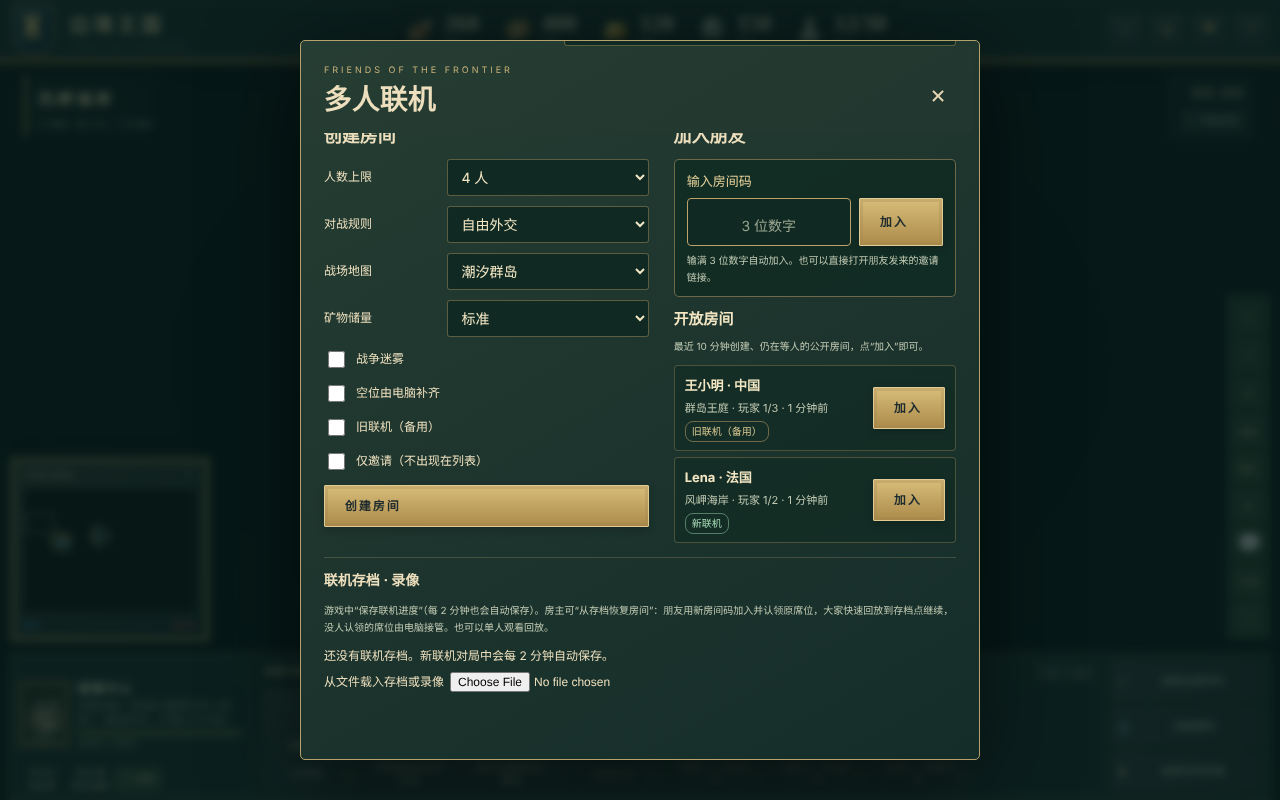 FRIENDS OF THE FRONTIER
多人联机
✕
创建房间
人数上限
4 人
对战规则
自由外交
战场地图
潮汐群岛
矿物储量
标准
战争迷雾
空位由电脑补齐
旧联机（备用）
仅邀请（不出现在列表）
创建房间
加入朋友
输入房间码
3 位数字
加入
输满 3 位数字自动加入。也可以直接打开朋友发来的邀请
链接。
开放房间
最近 10 分钟创建、仍在等人的公开房间，点“加入”即可。
王小明 · 中国
群岛王庭 · 玩家 1/3 · 1 分钟前
旧联机（备用）
加入
Lena · 法国
风岬海岸 · 玩家 1/2 · 1 分钟前
新联机
加入
联机存档 · 录像
游戏中“保存联机进度”（每 2 分钟也会自动保存）。房主可“从存档恢复房间”：朋友用新房间码加入并认领原席位，大家快速回放到存档点继续，
没人认领的席位由电脑接管。也可以单人观看回放。
还没有联机存档。新联机对局中会每 2 分钟自动保存。
从文件载入存档或录像 Choose File No file chosen